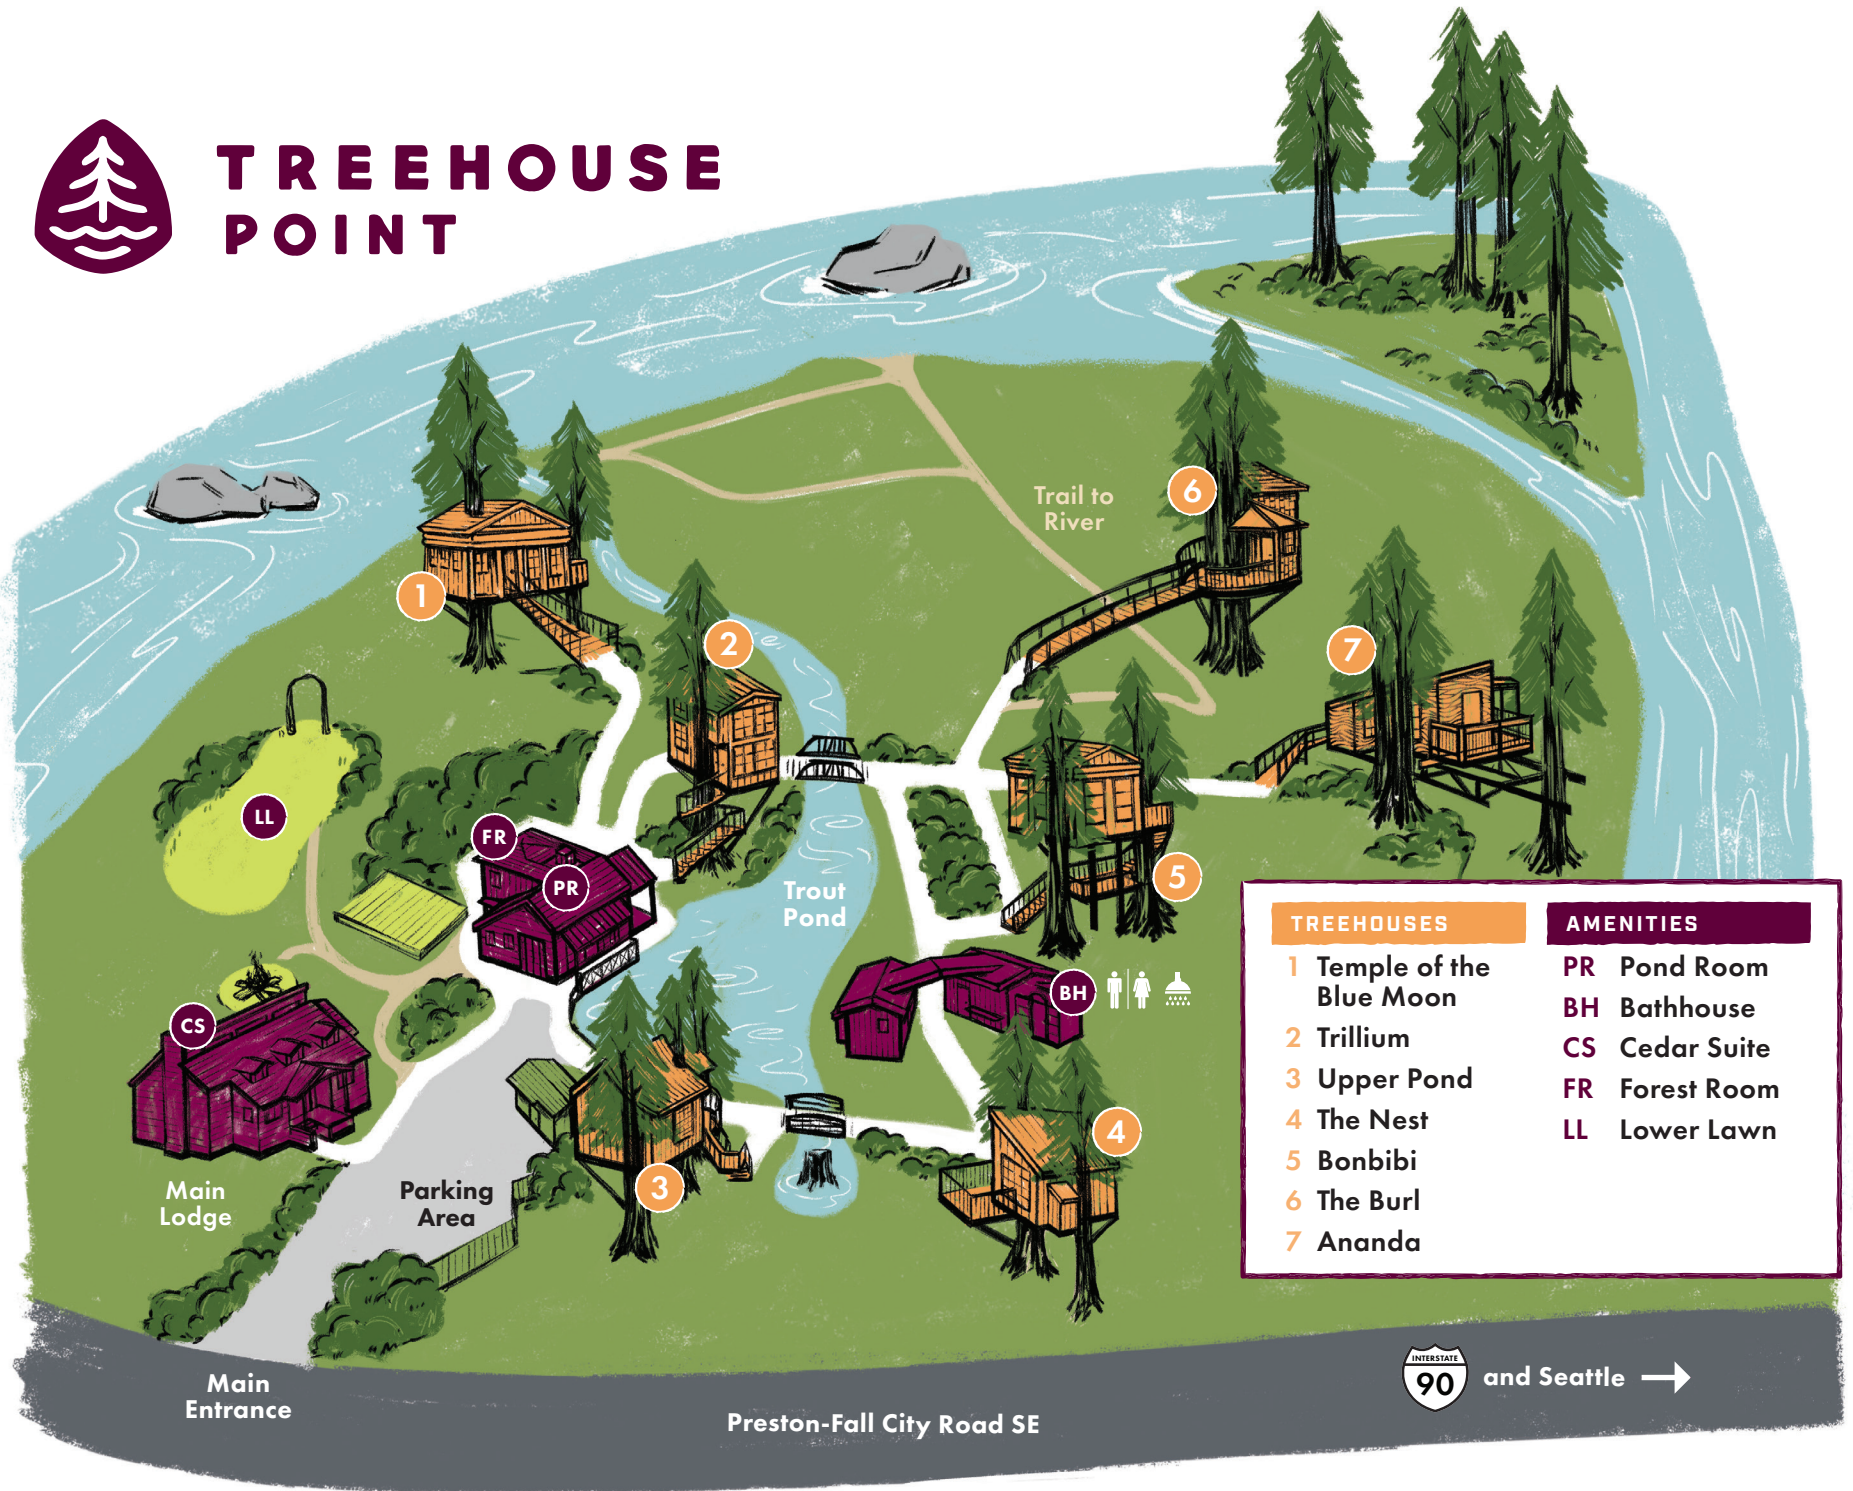 TREEHOUSE
POINT
Trail to
River
6
1
2
7
LL
FR
PR
5
Trout
Pond
CS
BH
4
3
Main
Lodge
Parking
Area
TREEHOUSES
1 Temple of the
Blue Moon
2 Trillium
3 Upper Pond
4 The Nest
5 Bonbibi
6 The Burl
7 Ananda
AMENITIES
PR Pond Room
BH Bathhouse
CS Cedar Suite
FR Forest Room
LL Lower Lawn
Main
Entrance
Preston-Fall City Road SE
INTERSTATE
90
and Seattle